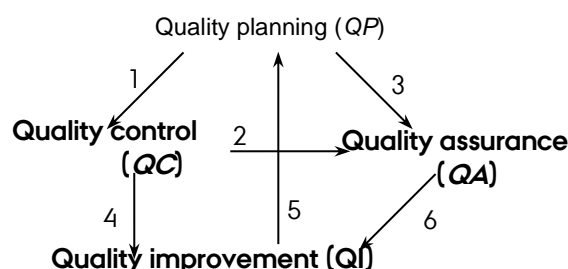 Quality planning (QP)
1
3
Quality control
(QC)
2
Quality assurance
(QA)
4
5
6
Quality improvement (QI)